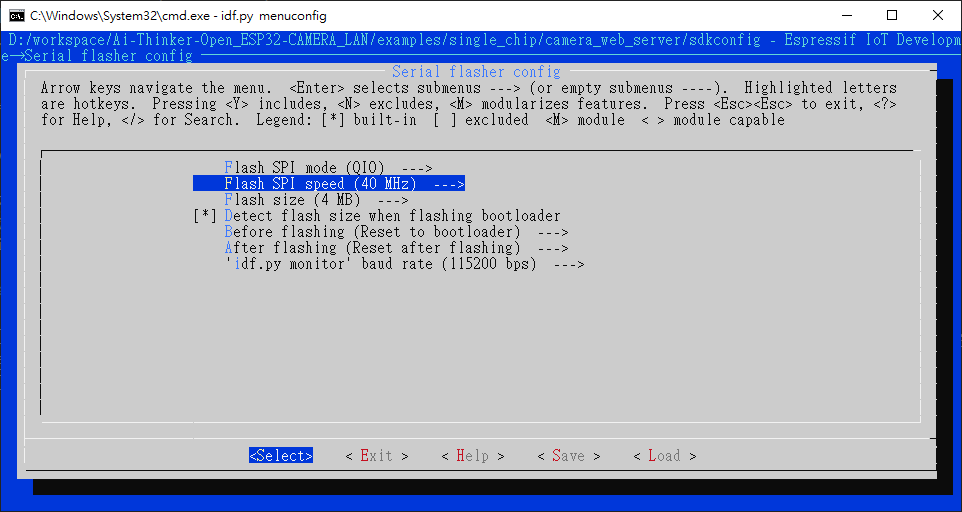 C:\Windows\System32\cmd.exe - idf.py menuconfig
D:/workspace/Ai-Thinker-Open_ESP32-CAMERA_LAN/examples/single_chip/camera_web_server/sdkconfig - Espressif IoT Developm
e→Serial flasher config
Serial flasher config
Arrow keys navigate the menu. <Enter> selects submenus ---> (or empty submenus ----). Highlighted letters
are hotkeys. Pressing <Y> includes, <N> excludes, <M> modularizes features. Press <Esc><Esc> to exit, <?>
for Help, </> for Search. Legend: [*] built-in [ ] excluded <M> module < > module capable
Flash SPI mode (QIO) --->
Flash SPI speed (40 MHz) --->
Flash size (4 MB) --->
[*] Detect flash size when flashing bootloader
Before flashing (Reset to bootloader) --->
After flashing (Reset after flashing) --->
'idf.py monitor' baud rate (115200 bps) --->
<Select> < Exit > < Help > < Save > < Load >